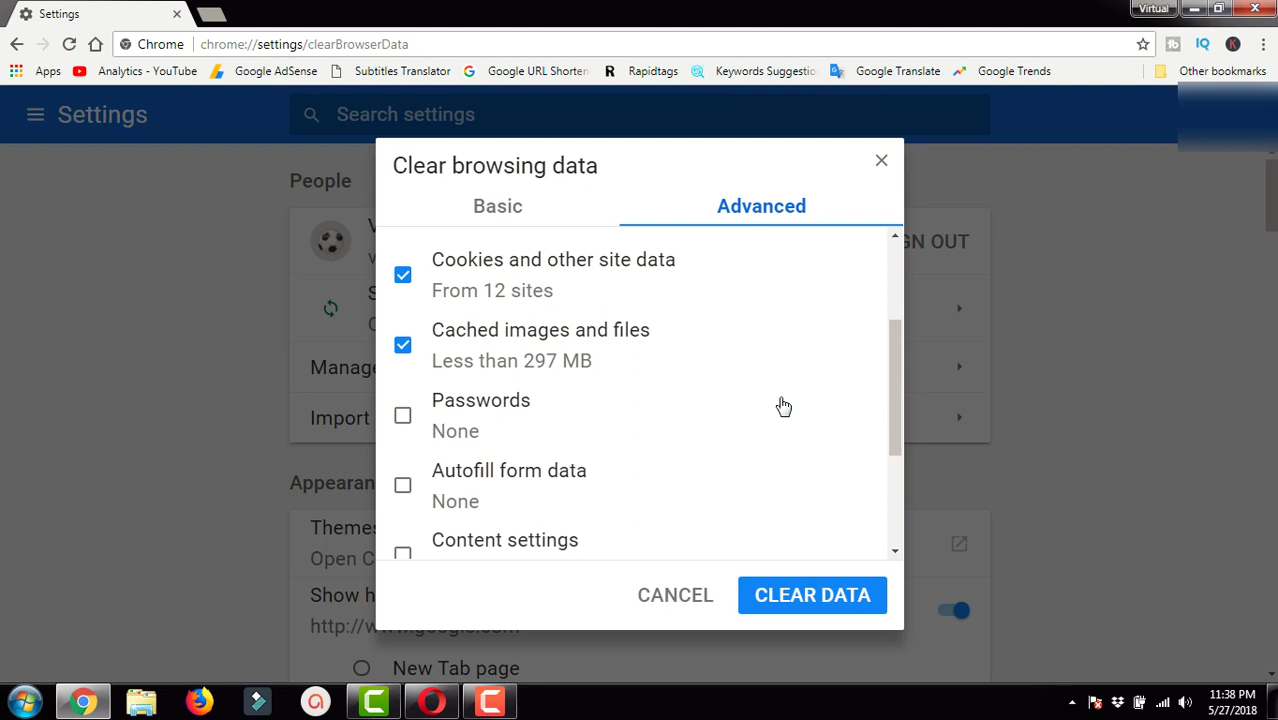 Settings
Virtual
Chrome
chrome://settings/clearBrowserData
Apps
Analytics - YouTube
Google AdSense
Subtitles Translator
Google URL Shorten
Rapidtags
Keywords Suggestio
Google Translate
Google Trends
Other bookmarks
Settings
Search settings
People
GN OUT
Manage
Import
Clear browsing data
Basic
Advanced
Cookies and other site data
From 12 sites
Cached images and files
Less than 297 MB
Passwords
None
Autofill form data
None
Content settings
CANCEL
CLEAR DATA
Appearan
Themes
Open C
Show h
http://www.google.com
New Tab page
11:38 PM
5/27/2018